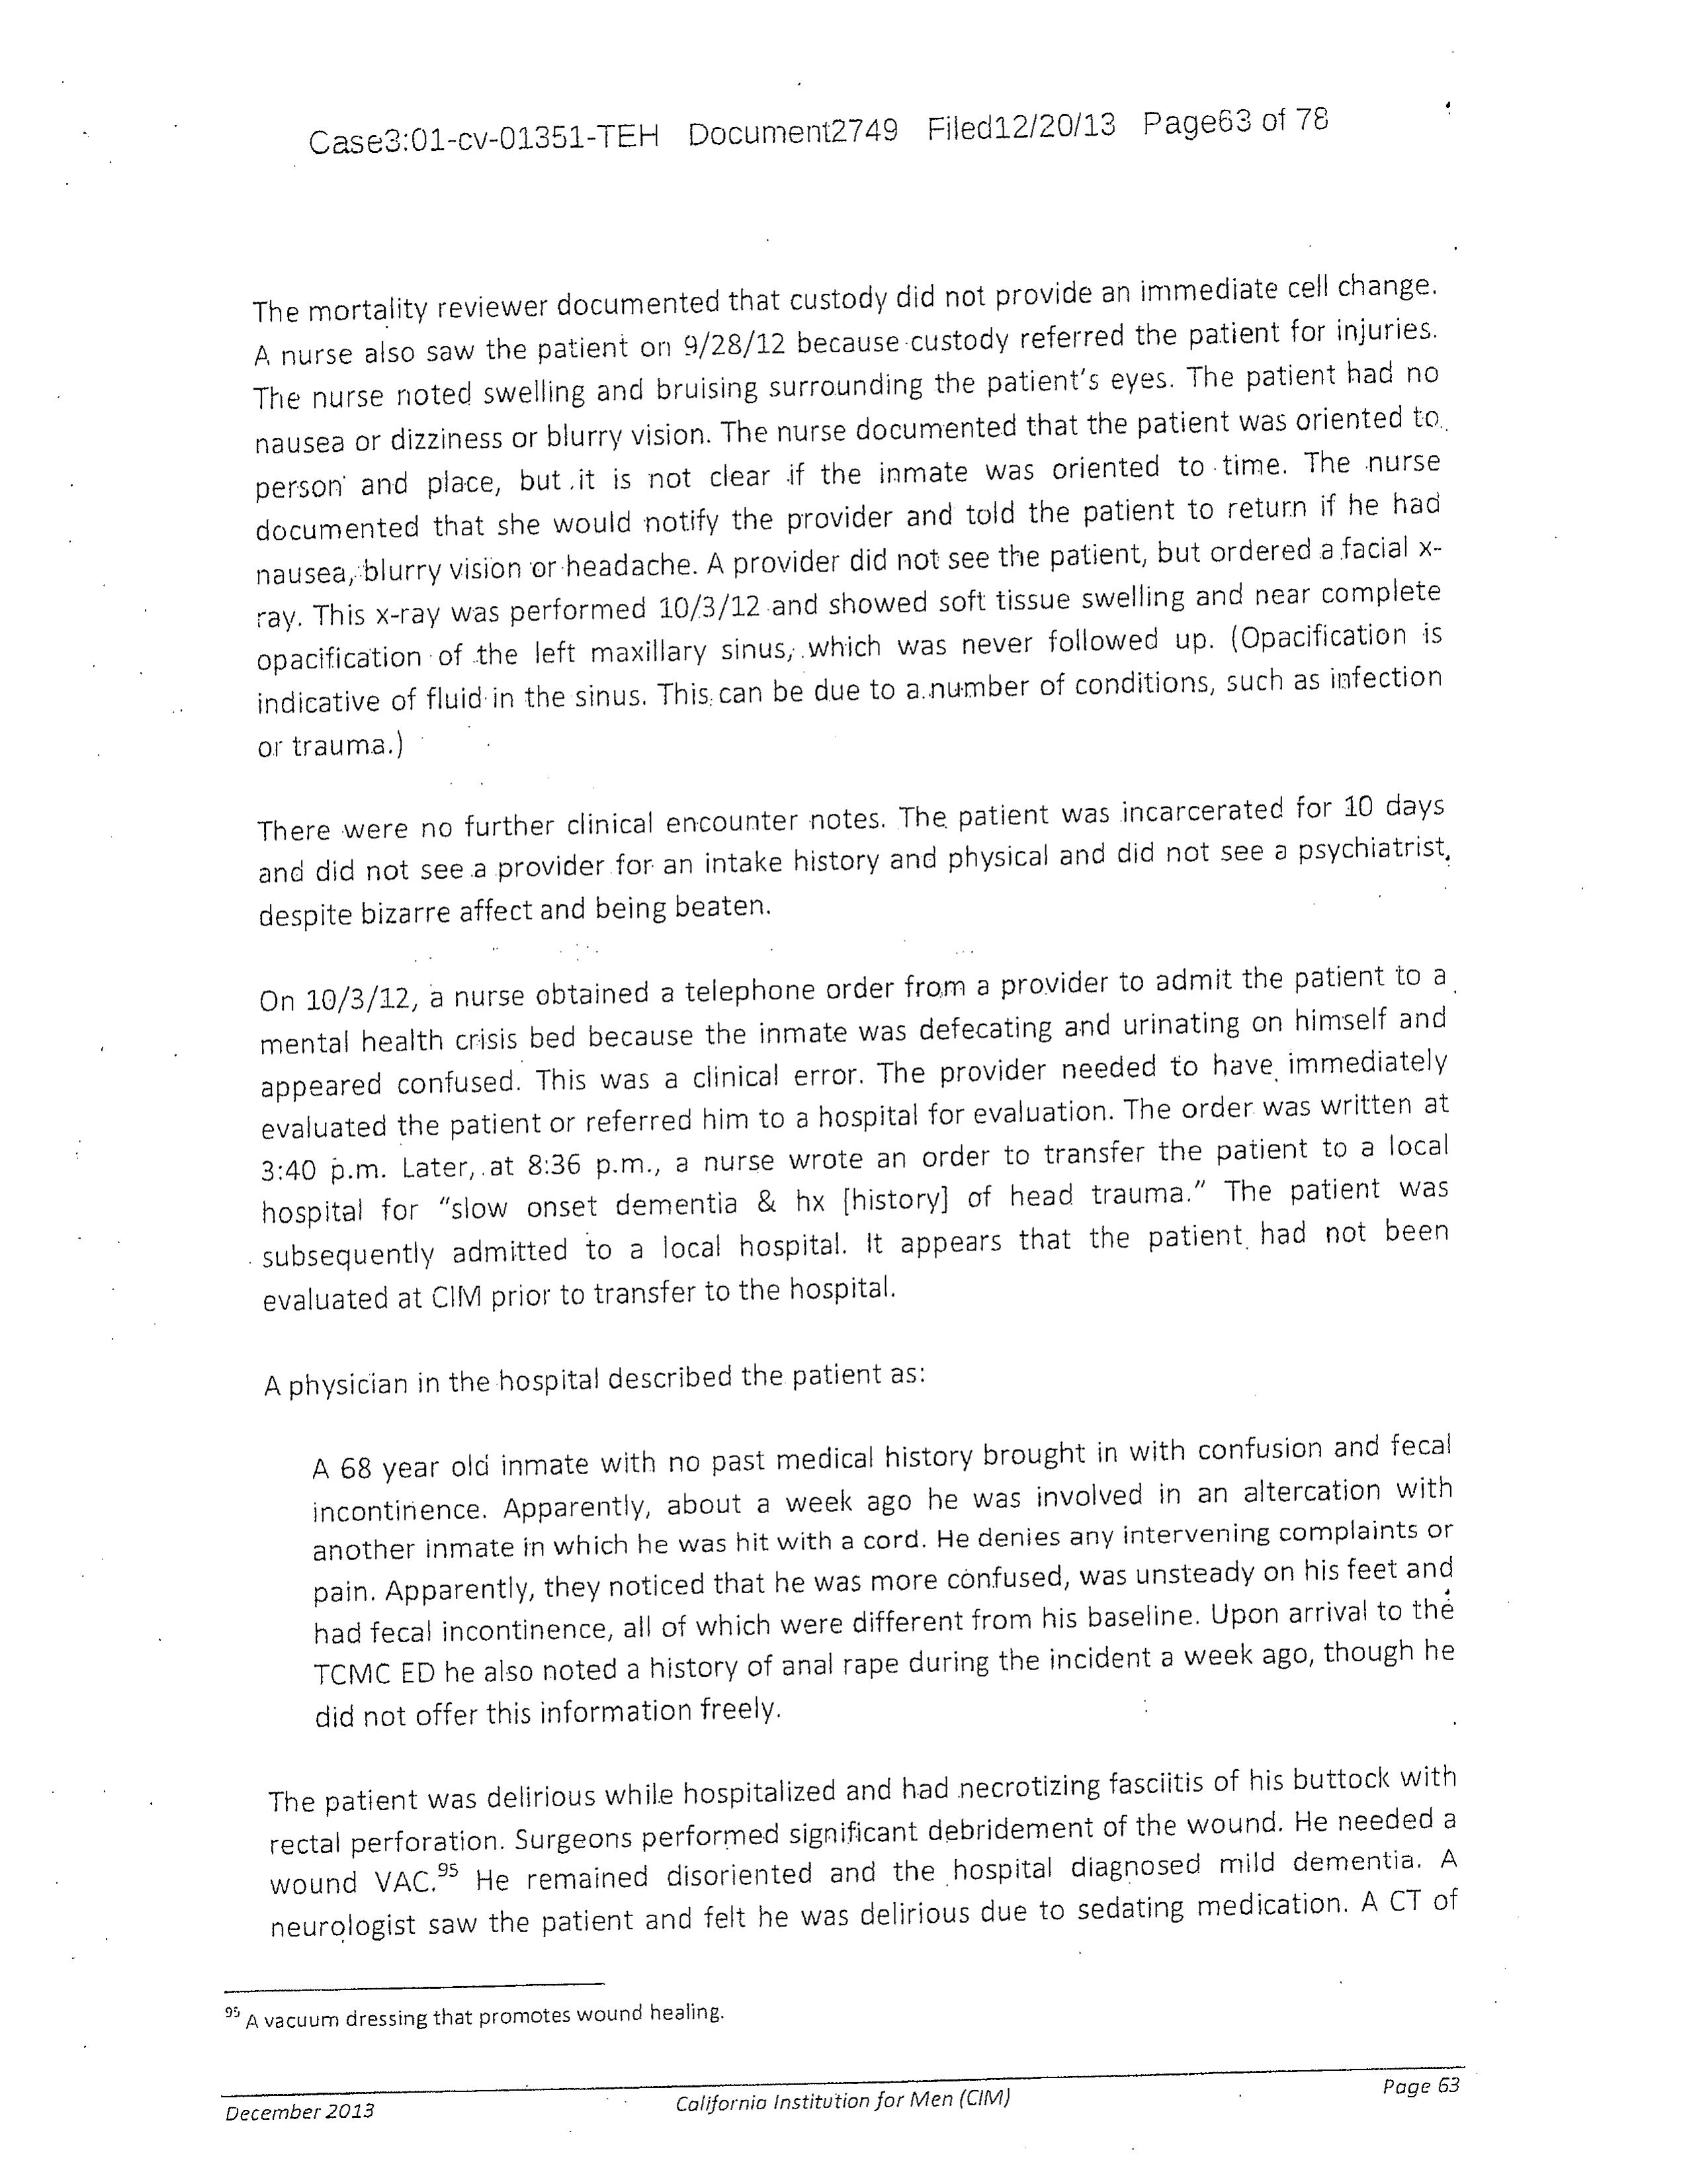 Case3:01-cv-01351-TEH Document2749 Filed12/20/13 Page63 of 78
The mortality reviewer documented that custody did not provide an immediate cell change.
A nurse also saw the patient on 9/28/12 because custody referred the patient for injuries.
The nurse noted swelling and bruising surrounding the patient's eyes. The patient had no
nausea or dizziness or blurry vision. The nurse documented that the patient was oriented to
person and place, but it is not clear if the inmate was oriented to time. The nurse
documented that she would notify the provider and told the patient to return if he had
nausea, blurry vision or headache. A provider did not see the patient, but ordered a facial x-
ray. This x-ray was performed 10/3/12 and showed soft tissue swelling and near complete
opacification of the left maxillary sinus, which was never followed up. (Opacification is
indicative of fluid in the sinus. This can be due to a number of conditions, such as infection
or trauma.)
There were no further clinical encounter notes. The patient was incarcerated for 10 days
and did not see a provider for an intake history and physical and did not see a psychiatrist,
despite bizarre affect and being beaten.
On 10/3/12, a nurse obtained a telephone order from a provider to admit the patient to a
mental health crisis bed because the inmate was defecating and urinating on himself and
appeared confused. This was a clinical error. The provider needed to have immediately
evaluated the patient or referred him to a hospital for evaluation. The order was written at
3:40 p.m. Later, at 8:36 p.m., a nurse wrote an order to transfer the patient to a local
hospital for “slow onset dementia & hx [history] of head trauma.” The patient was
subsequently admitted to a local hospital. It appears that the patient had not been
evaluated at CIM prior to transfer to the hospital.
A physician in the hospital described the patient as:
A 68 year old inmate with no past medical history brought in with confusion and fecal
incontinence. Apparently, about a week ago he was involved in an altercation with
another inmate in which he was hit with a cord. He denies any intervening complaints or
pain. Apparently, they noticed that he was more confused, was unsteady on his feet and
had fecal incontinence, all of which were different from his baseline. Upon arrival to the
TCMC ED he also noted a history of anal rape during the incident a week ago, though he
did not offer this information freely.
The patient was delirious while hospitalized and had necrotizing fasciitis of his buttock with
rectal perforation. Surgeons performed significant debridement of the wound. He needed a
wound VAC.95 He remained disoriented and the hospital diagnosed mild dementia. A
neurologist saw the patient and felt he was delirious due to sedating medication. A CT of
95 A vacuum dressing that promotes wound healing.
December 2013 California Institution for Men (CIM) Page 63